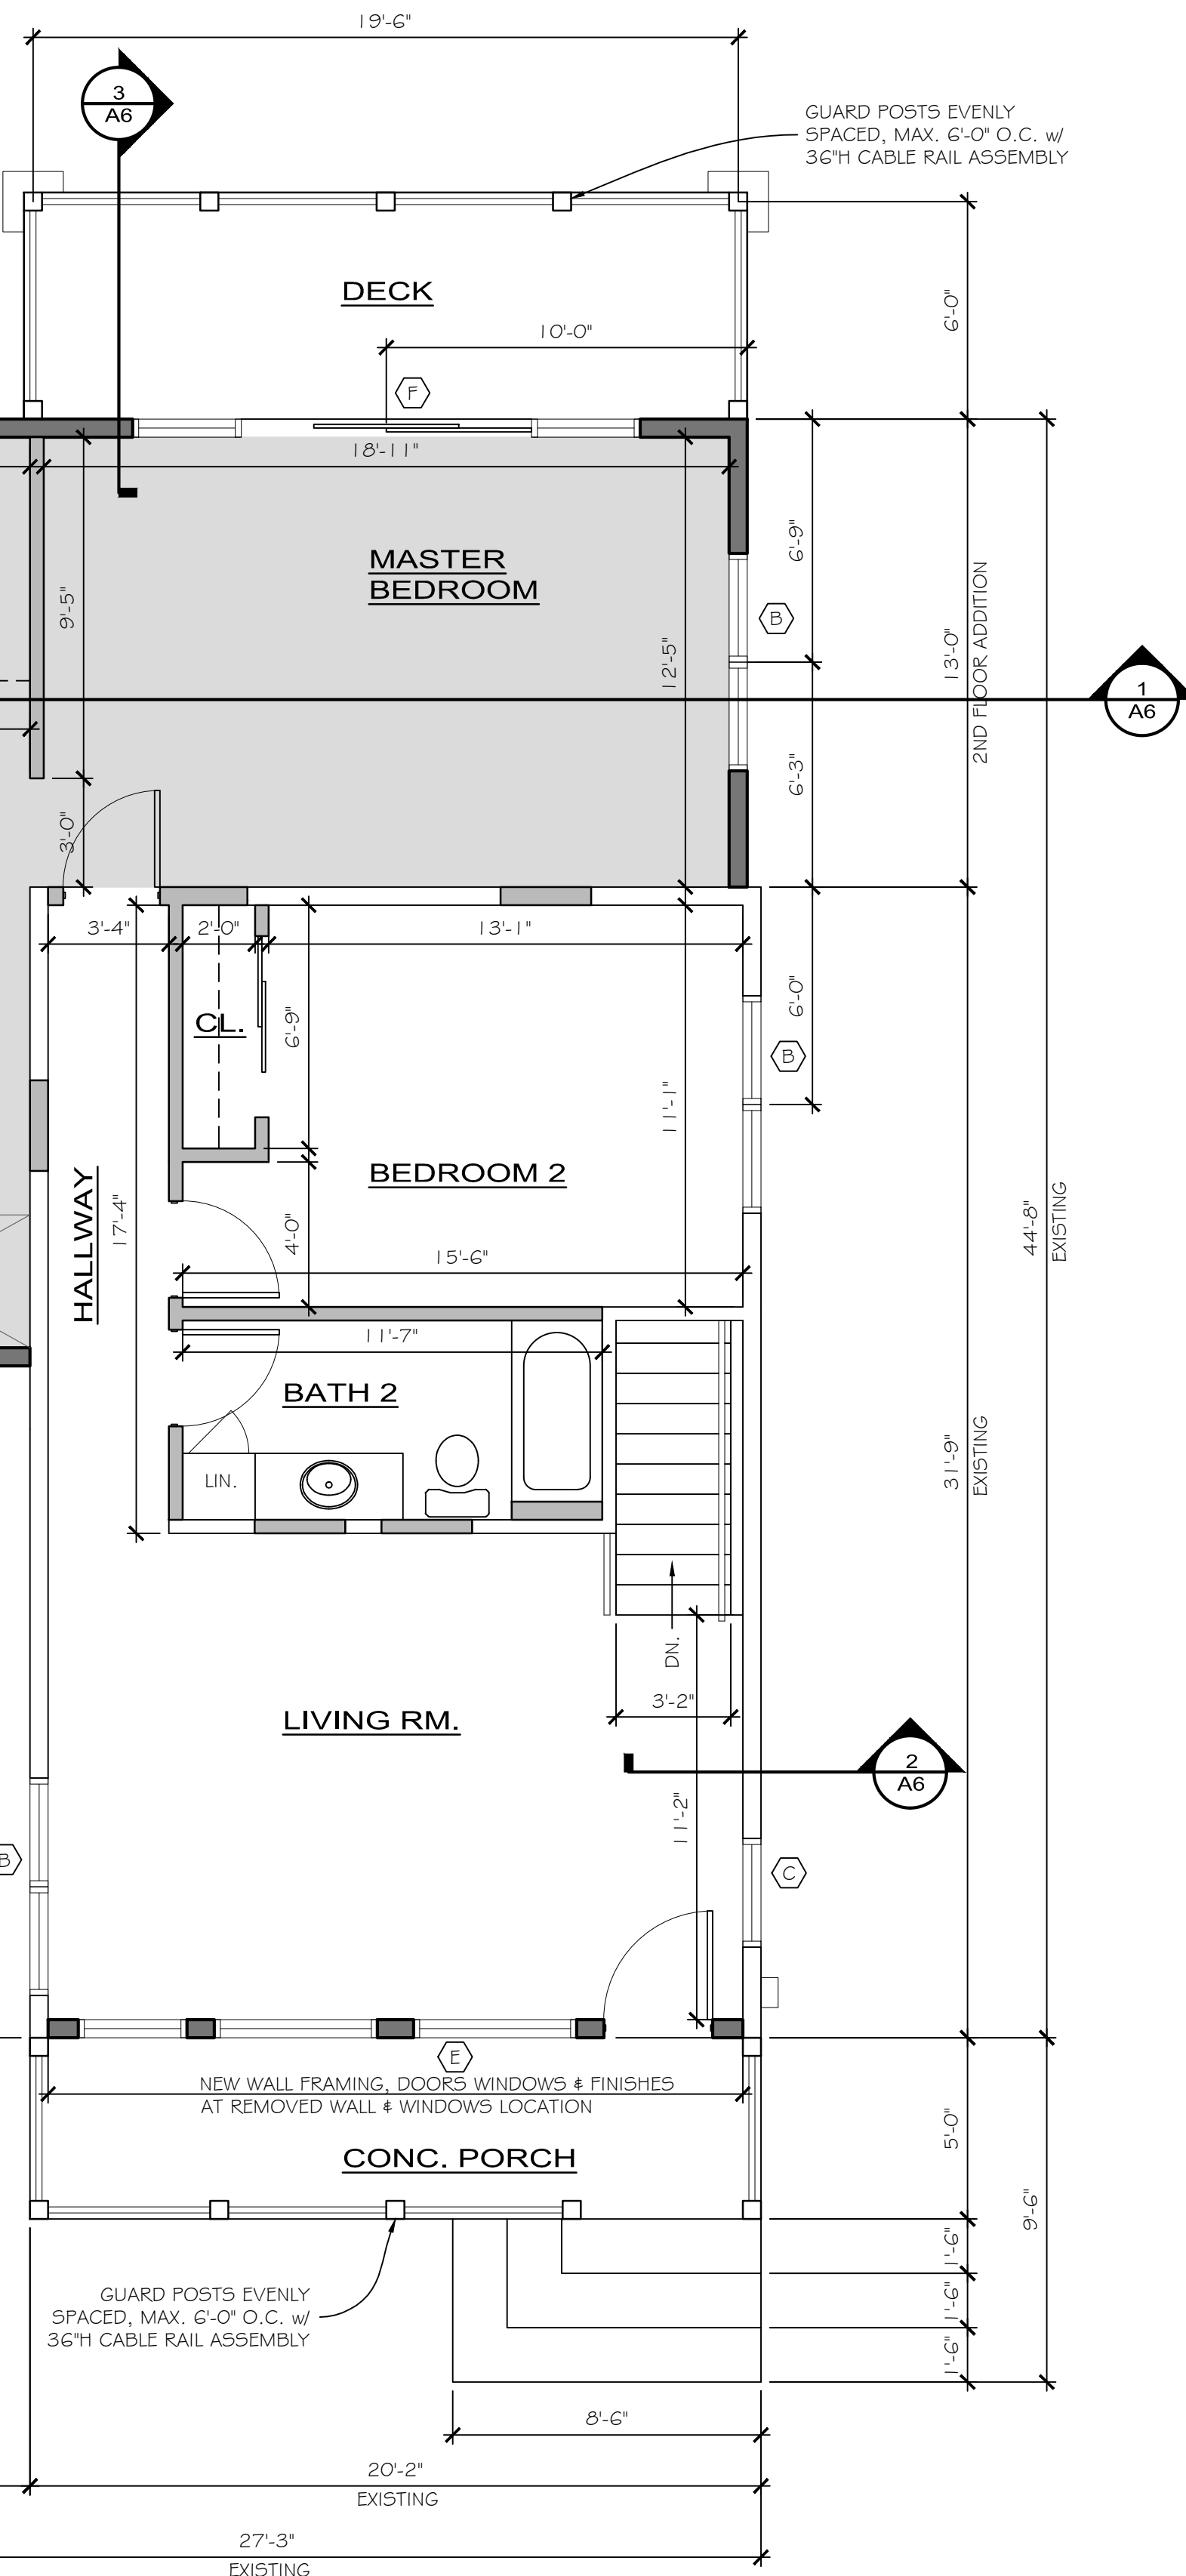 19'-6"
3
A6
GUARD POSTS EVENLY
SPACED, MAX. 6'-0" O.C. w/
36"H CABLE RAIL ASSEMBLY
DECK
6'-0"
10'-0"
F
18'-11"
MASTER
BEDROOM
9'-5"
12'-5"
6'-9"
B
13'-0"
2ND FLOOR ADDITION
1
A6
6'-3"
3'-0"
3'-4"
2'-0"
13'-1"
CL.
6'-9"
6'-0"
B
11'-1"
BEDROOM 2
HALLWAY
17'-4"
4'-0"
15'-6"
44'-8"
EXISTING
11'-7"
BATH 2
LIN.
31'-9"
EXISTING
DN.
3'-2"
LIVING RM.
2
A6
11'-2"
B
C
E
NEW WALL FRAMING, DOORS WINDOWS & FINISHES
AT REMOVED WALL & WINDOWS LOCATION
5'-0"
CONC. PORCH
9'-6"
1'-6"
1'-6"
1'-6"
GUARD POSTS EVENLY
SPACED, MAX. 6'-0" O.C. w/
36"H CABLE RAIL ASSEMBLY
8'-6"
20'-2"
EXISTING
27'-3"
EXISTING